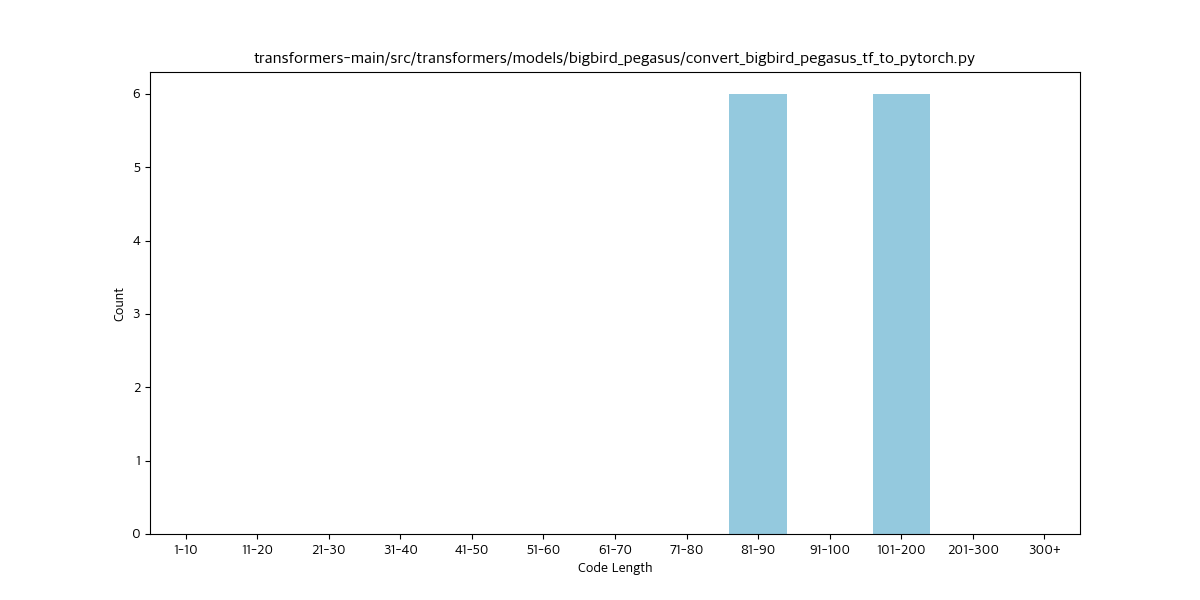 transformers-main/src/transformers/models/bigbird_pegasus/convert_bigbird_pegasus_tf_to_pytorch.py
Count
6
5
4
3
2
1
0
1-10 11-20 21-30 31-40 41-50 51-60 61-70 71-80 81-90 91-100 101-200 201-300 300+
Code Length